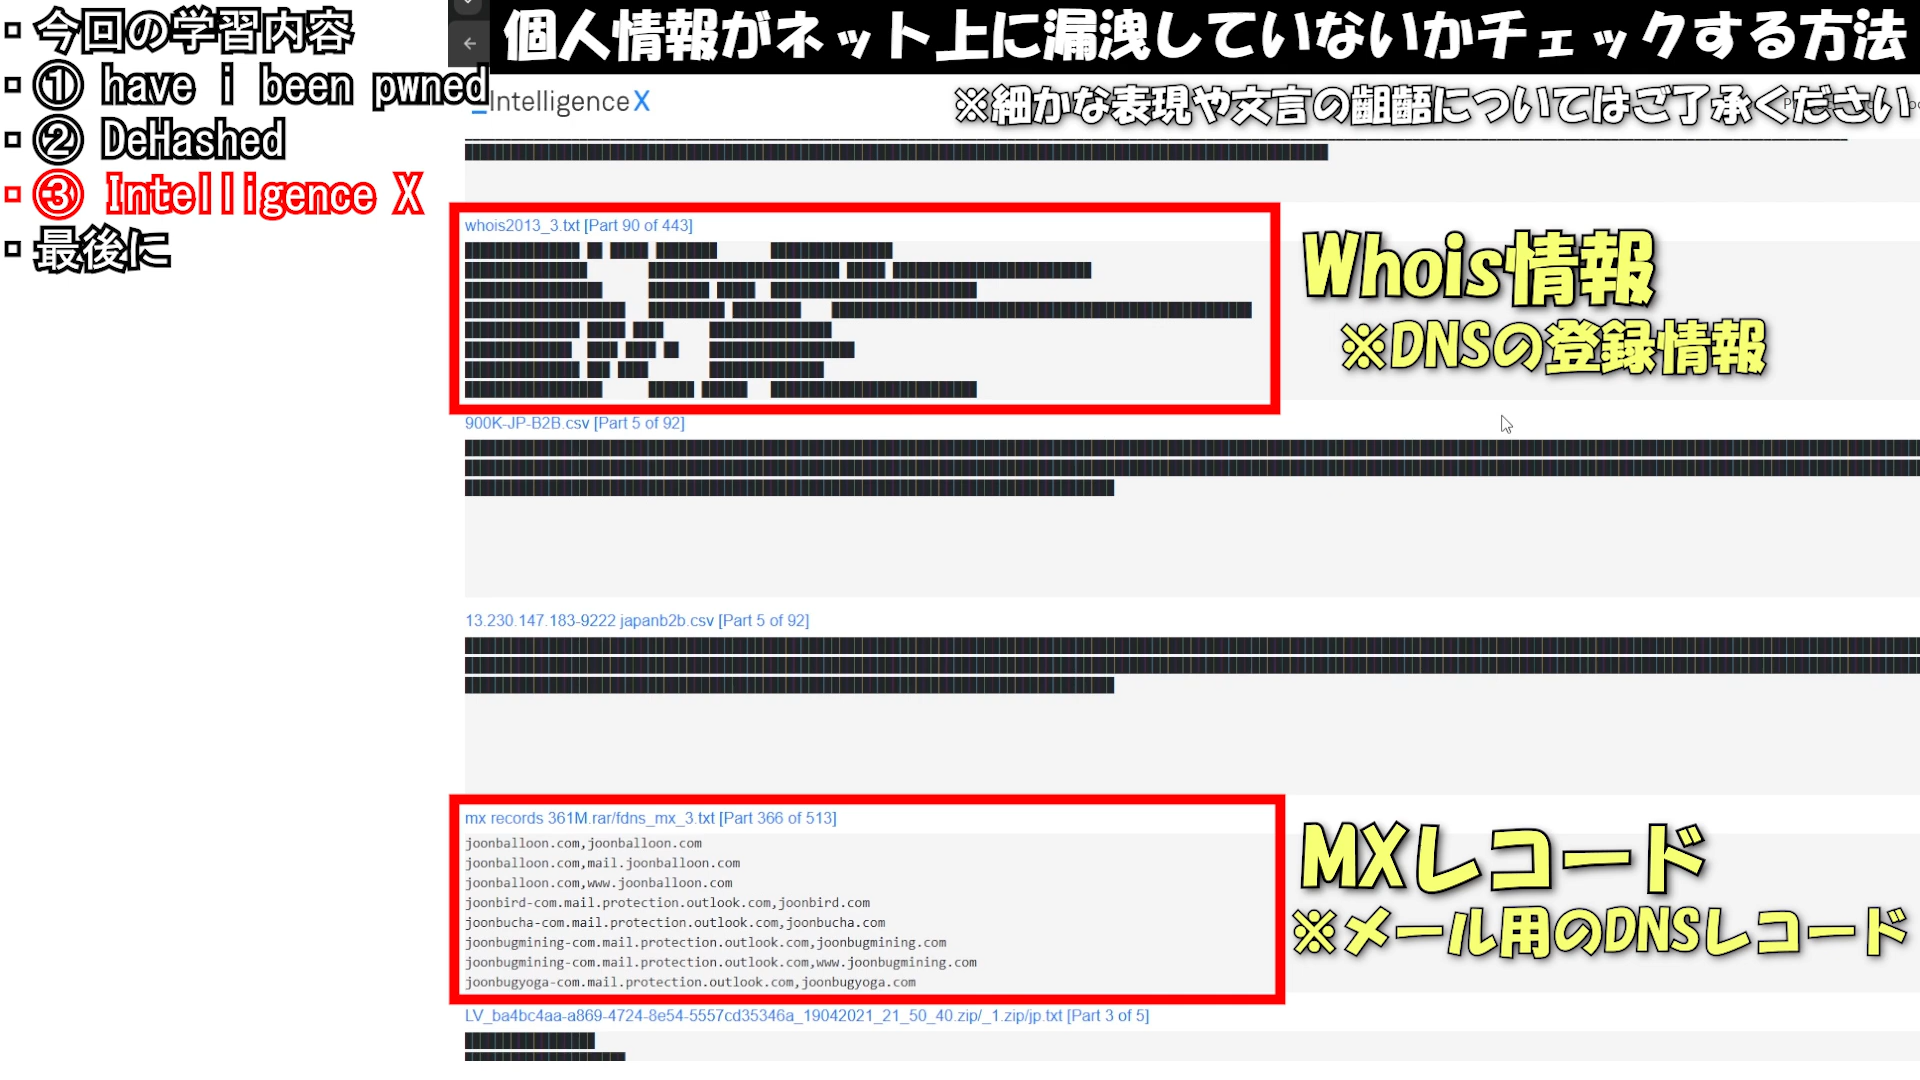 ・今回の学習内容
・① have i been pwned
・② DeHashed
・③ Intelligence X
・最後に
個人情報がネット上に漏洩していないかチェックする方法
_IntelligenceX
※細かな表現や文言の齟齬についてはご了承ください
whois2013_3.txt [Part 90 of 443]
Whois情報
※DNSの登録情報
900K-JP-B2B.csv [Part 5 of 92]
13.230.147.183-9222 japanb2b.csv [Part 5 of 92]
mx records 361M.rar/fdns_mx_3.txt [Part 366 of 513]
joonballoon.com,joonballoon.com
joonballoon.com,mail.joonballoon.com
joonballoon.com,www.joonballoon.com
joonbird-com.mail.protection.outlook.com,joonbird.com
joonbucha-com.mail.protection.outlook.com,joonbucha.com
joonbugmining-com.mail.protection.outlook.com,joonbugmining.com
joonbugmining-com.mail.protection.outlook.com,www.joonbugmining.com
joonbugyoga-com.mail.protection.outlook.com,joonbugyoga.com
MXレコード
※メール用のDNSレコード
LV_ba4bc4aa-a869-4724-8e54-5557cd35346a_19042021_21_50_40.zip/_1.zip/jp.txt [Part 3 of 5]